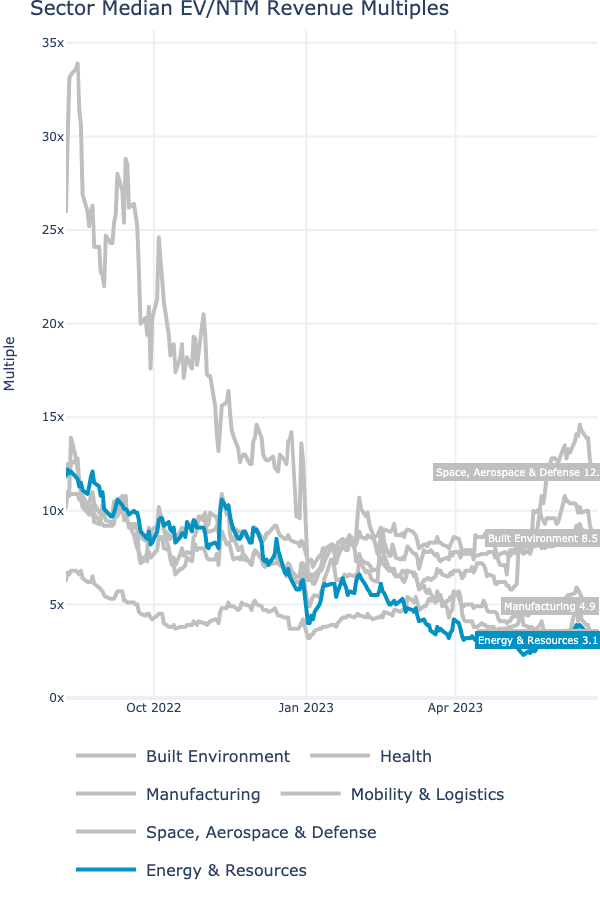 Sector Median EV/NTM Revenue Multiples
35x
30x
25x
20x
15x
10x
5x
0x
Multiple
Space, Aerospace & Defense 12.
Built Environment 8.5
Manufacturing 4.9
Energy & Resources 3.1
Oct 2022
Jan 2023
Apr 2023
Built Environment
Health
Manufacturing
Mobility & Logistics
Space, Aerospace & Defense
Energy & Resources